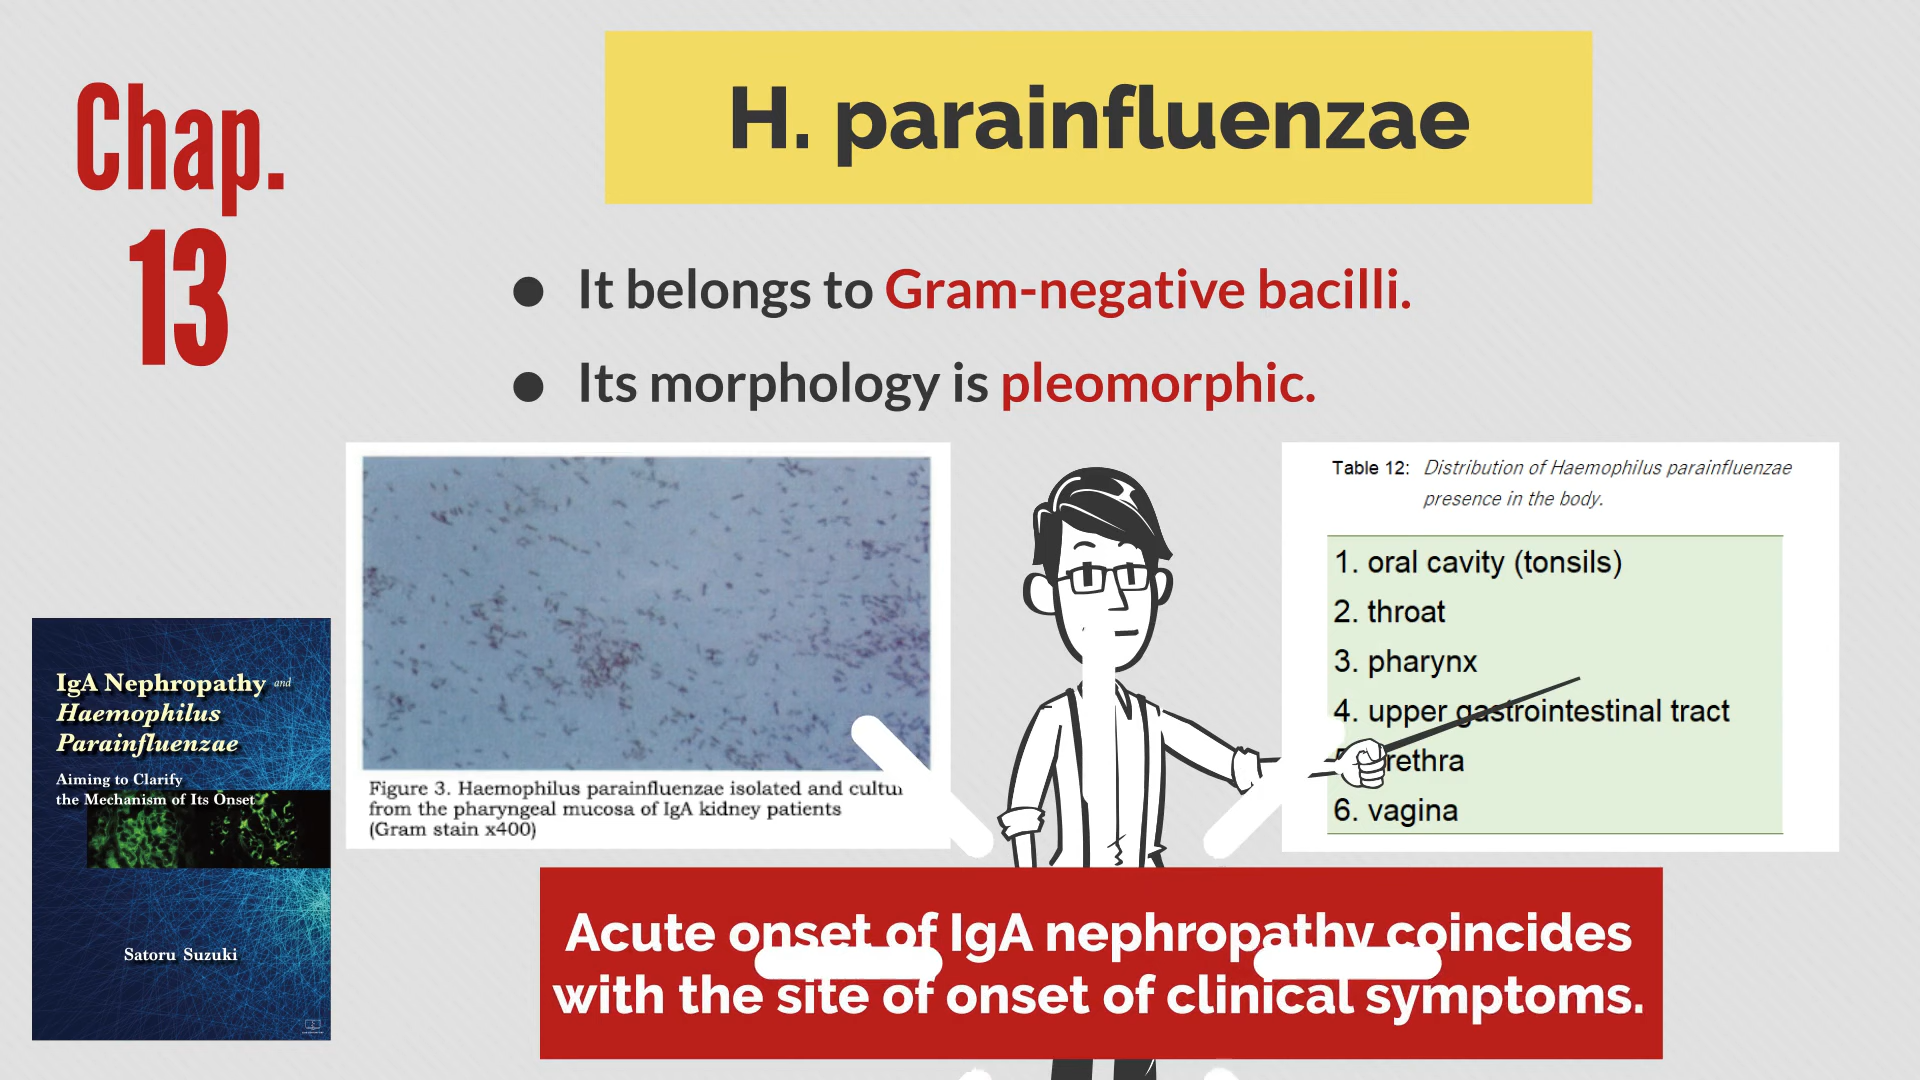 Chap.
13
H. parainfluenzae
● It belongs to Gram-negative bacilli.
● Its morphology is pleomorphic.
Figure 3. Haemophilus parainfluenzae isolated and
from the pharyngeal mucosa of IgA kidney patients
(Gram stain x400)
Table 12: Distribution of Haemophilus parainfluenzae
presence in the body.
1. oral cavity (tonsils)
2. throat
3. pharynx
4. upper gastrointestinal tract
6. vagina
IgA Nephropathy and
Haemophilus
Parainfluenzae
Aiming to Clarify
the Mechanism of Its Onset
Satoru Suzuki
Acute onset of IgA nephropathy coincides
with the site of onset of clinical symptoms.